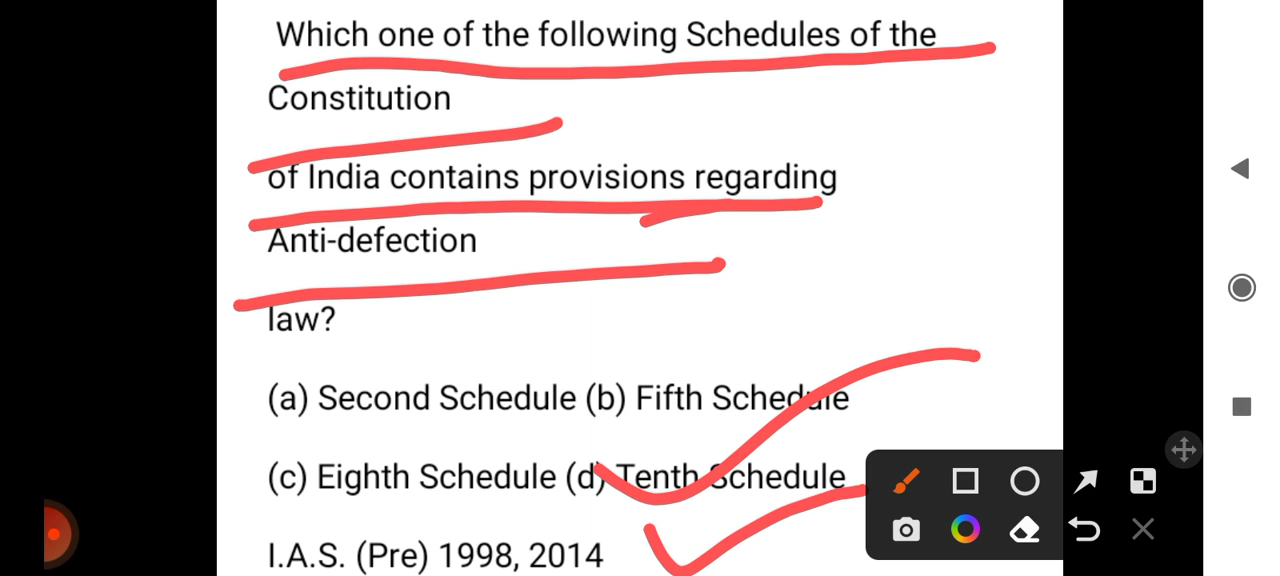 Which one of the following Schedules of the
Constitution
of India contains provisions regarding
Anti-defection
law?
(a) Second Schedule (b) Fifth Schedule
(c) Eighth Schedule (d) Tenth Schedule
I.A.S. (Pre) 1998, 2014